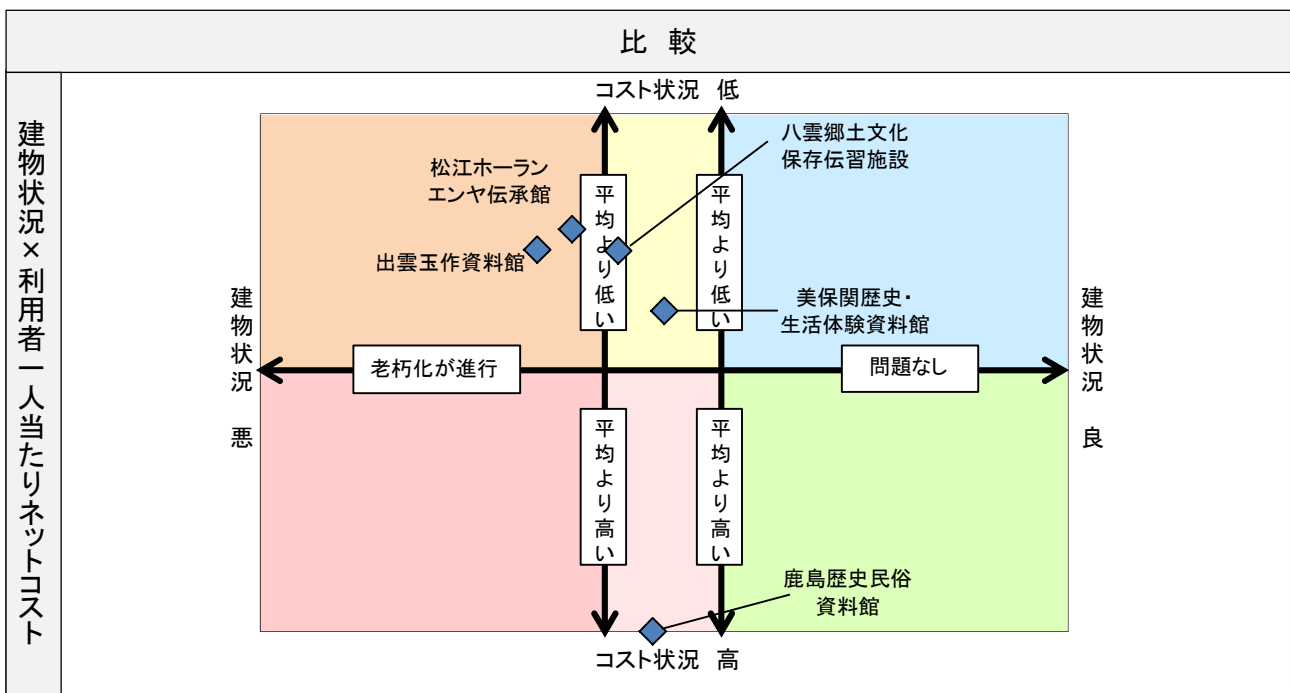 比較
建物状況×利用者一人当たりネットコスト
コスト状況 低
八雲郷土文化
保存伝習施設
松江ホーラン
エンヤ伝承館
平均より低い
平均より低い
出雲玉作資料館
美保関歴史・
生活体験資料館
建物状況 悪
老朽化が進行
問題なし
建物状況 良
平均より高い
平均より高い
鹿島歴史民俗
資料館
コスト状況 高